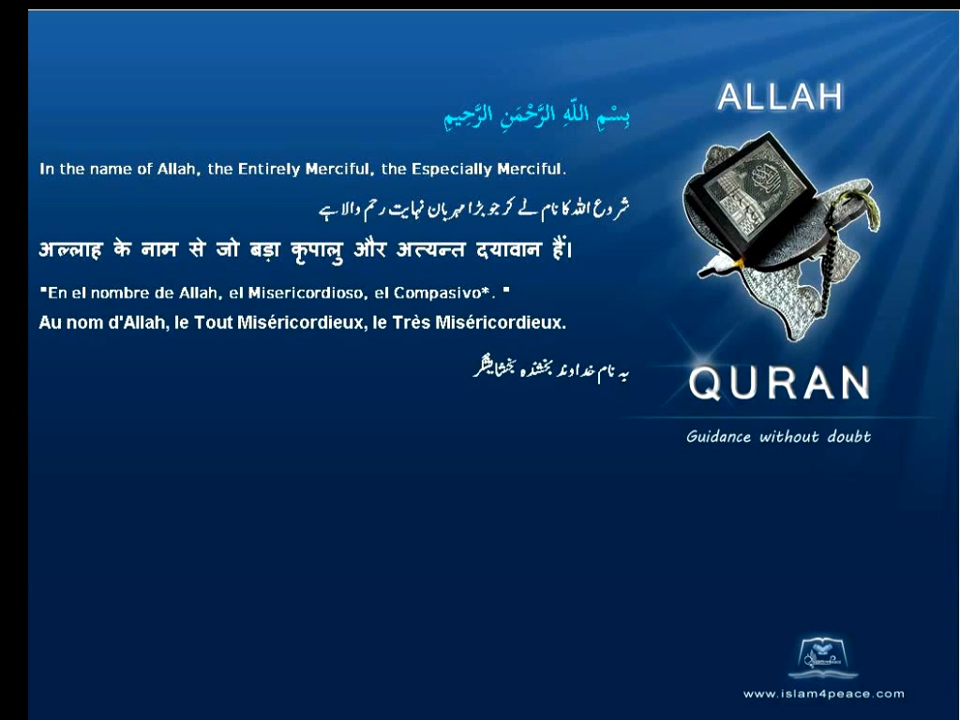 بِسْمِ اللّهِ الرَّحْمَنِ الرَّحِيمِ
In the name of Allah, the Entirely Merciful, the Especially Merciful.
شروع الله کا نام لے کر جو بڑا مہربان نہایت رحم والا ہے
अल्लाह के नाम से जो बड़ा कृपालु और अत्यन्त दयावान हैं।
"En el nombre de Allah, el Misericordioso, el Compasivo*. "
Au nom d'Allah, le Tout Miséricordieux, le Très Miséricordieux.
به نام خداوند بخشنده بخشایشگر
ALLAH
QURAN
Guidance without doubt
www.islam4peace.com